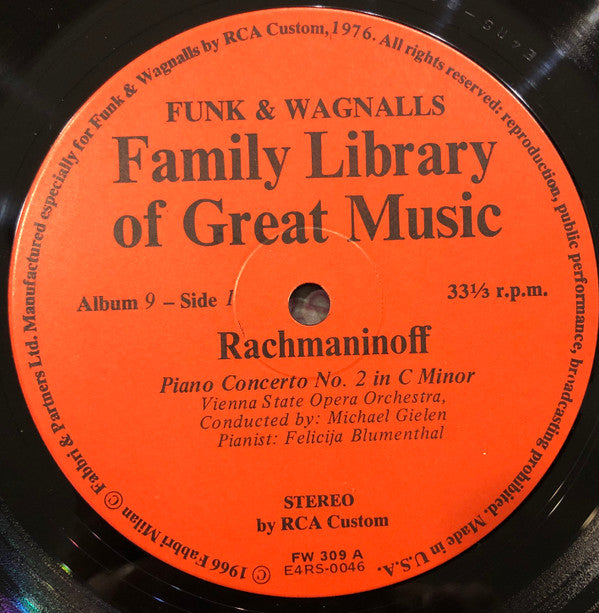 © 1966 Fabbri Milan © Fabbri & Partners Ltd. Manufactured especially for Funk & Wagnalls by RCA Custom, 1976. All rights reserved: reproduction, public performance, broadcasting prohibited. Made in U.S.A.
FUNK & WAGNALLS
Family Library
of Great Music
Album 9 – Side 1
33⅓ r.p.m.
Rachmaninoff
Piano Concerto No. 2 in C Minor
Vienna State Opera Orchestra,
Conducted by: Michael Gielen
Pianist: Felicija Blumenthal
STEREO
by RCA Custom
FW 309 A
E4RS-0046